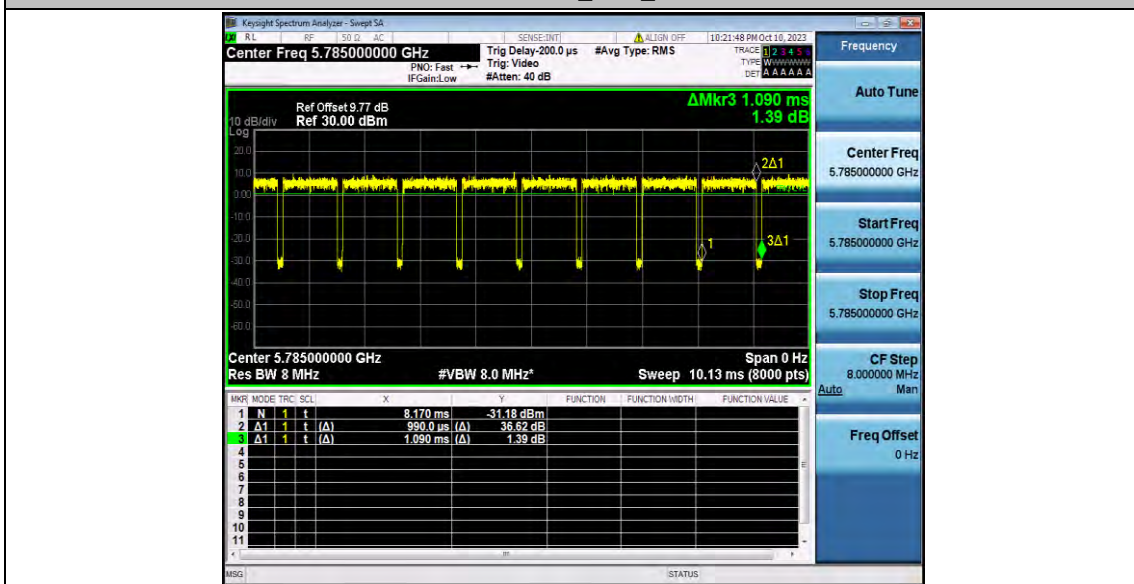 Keysight Spectrum Analyzer - Swept SA
RL RF 50 Ω AC SENSE:INT ALIGN OFF 10:21:48 PM Oct 10, 2023
Center Freq 5.785000000 GHz
PNO: Fast
IFGain:Low
Trig Delay-200.0 µs
Trig: Video
#Atten: 40 dB
#Avg Type: RMS
TRACE 1 2 3 4 5 6
TYPE WWWWWW
DET A A A A A A
ΔMkr3 1.090 ms
1.39 dB
Ref Offset 9.77 dB
10 dB/div Ref 30.00 dBm
Log
20.0
10.0
0.00
-10.0
-20.0
-30.0
-40.0
-50.0
-60.0
2Δ1
1
3Δ1
Center 5.785000000 GHz Span 0 Hz
Res BW 8 MHz #VBW 8.0 MHz* Sweep 10.13 ms (8000 pts)
MKR MODE TRC SCL X Y FUNCTION FUNCTION WIDTH FUNCTION VALUE
1 N 1 t 8.170 ms -31.18 dBm
2 Δ1 1 t (Δ) 990.0 µs (Δ) 36.62 dB
3 Δ1 1 t (Δ) 1.090 ms (Δ) 1.39 dB
4
5
6
7
8
9
10
11
MSG STATUS
Frequency
Auto Tune
Center Freq
5.785000000 GHz
Start Freq
5.785000000 GHz
Stop Freq
5.785000000 GHz
CF Step
8.000000 MHz
Auto Man
Freq Offset
0 Hz